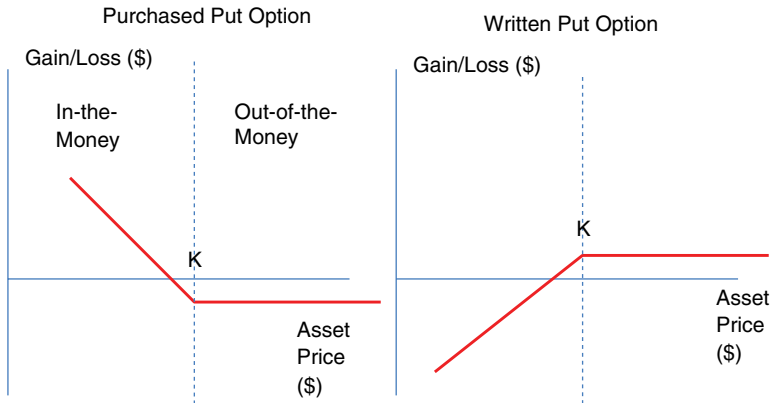 Purchased Put Option
Gain/Loss ($)
In-the-
Money
Out-of-the-
Money
K
Asset
Price
($)
Written Put Option
Gain/Loss ($)
K
Asset
Price
($)